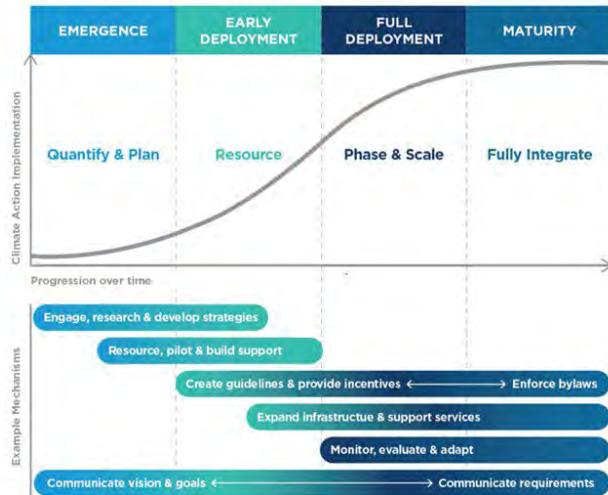 EMERGENCE
EARLY
DEPLOYMENT
FULL
DEPLOYMENT
MATURITY
Climate Action Implementation
Quantify & Plan
Resource
Phase & Scale
Fully Integrate
Progression over time
Example Mechanisms
Engage, research & develop strategies
Resource, pilot & build support
Create guidelines & provide incentives
Enforce bylaws
Expand infrastructue & support services
Monitor, evaluate & adapt
Communicate vision & goals
Communicate requirements